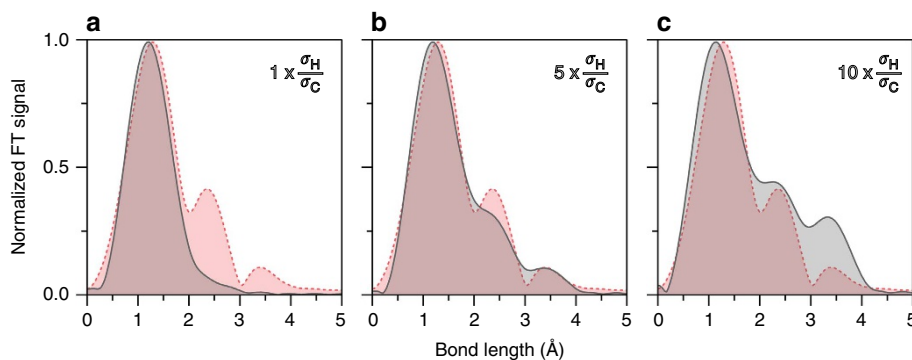 a
b
c
1 x σH/σC
5 x σH/σC
10 x σH/σC
Normalized FT signal
1.0
0.5
0.0
0 1 2 3 4 5
0 1 2 3 4 5
0 1 2 3 4 5
Bond length (Å)